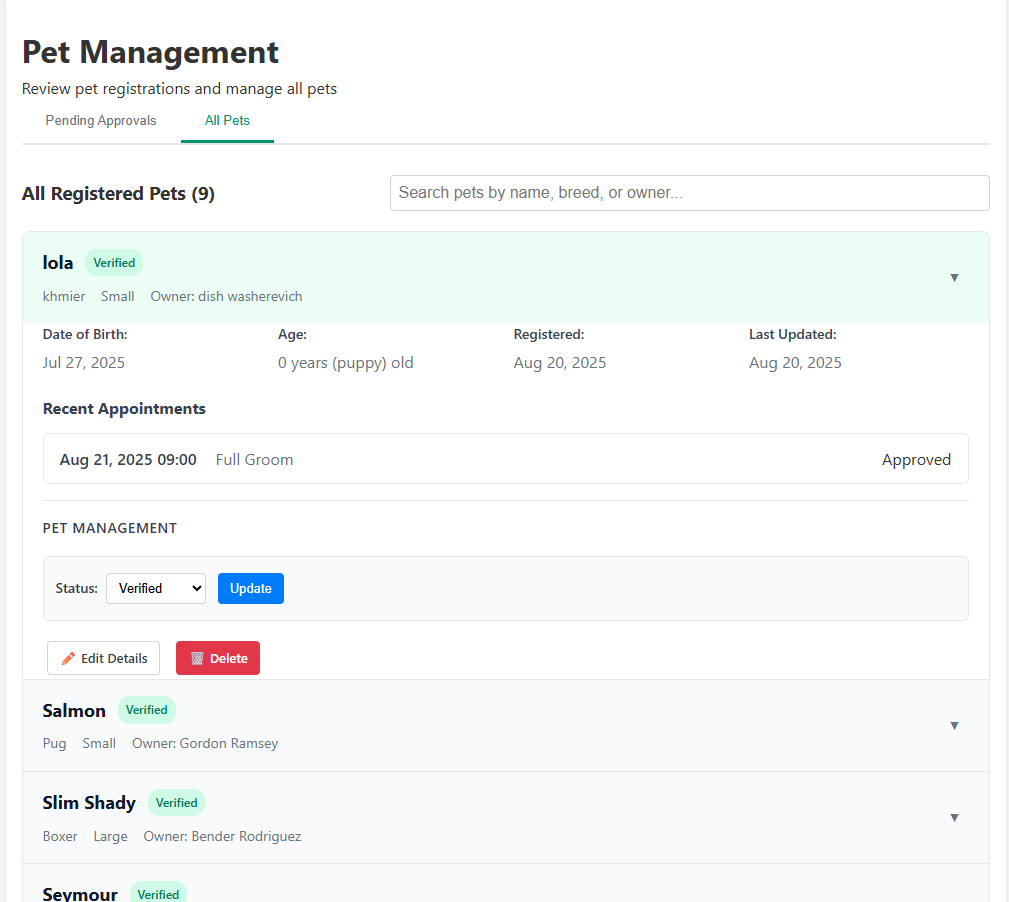 Pet Management
Review pet registrations and manage all pets
Pending Approvals All Pets
All Registered Pets (9) Search pets by name, breed, or owner...
lola Verified
khmier Small Owner: dish washerevich
Date of Birth: Age: Registered: Last Updated:
Jul 27, 2025 0 years (puppy) old Aug 20, 2025 Aug 20, 2025
Recent Appointments
Aug 21, 2025 09:00 Full Groom Approved
PET MANAGEMENT
Status: Verified Update
Edit Details Delete
Salmon Verified
Pug Small Owner: Gordon Ramsey
Slim Shady Verified
Boxer Large Owner: Bender Rodriguez
Seymour Verified